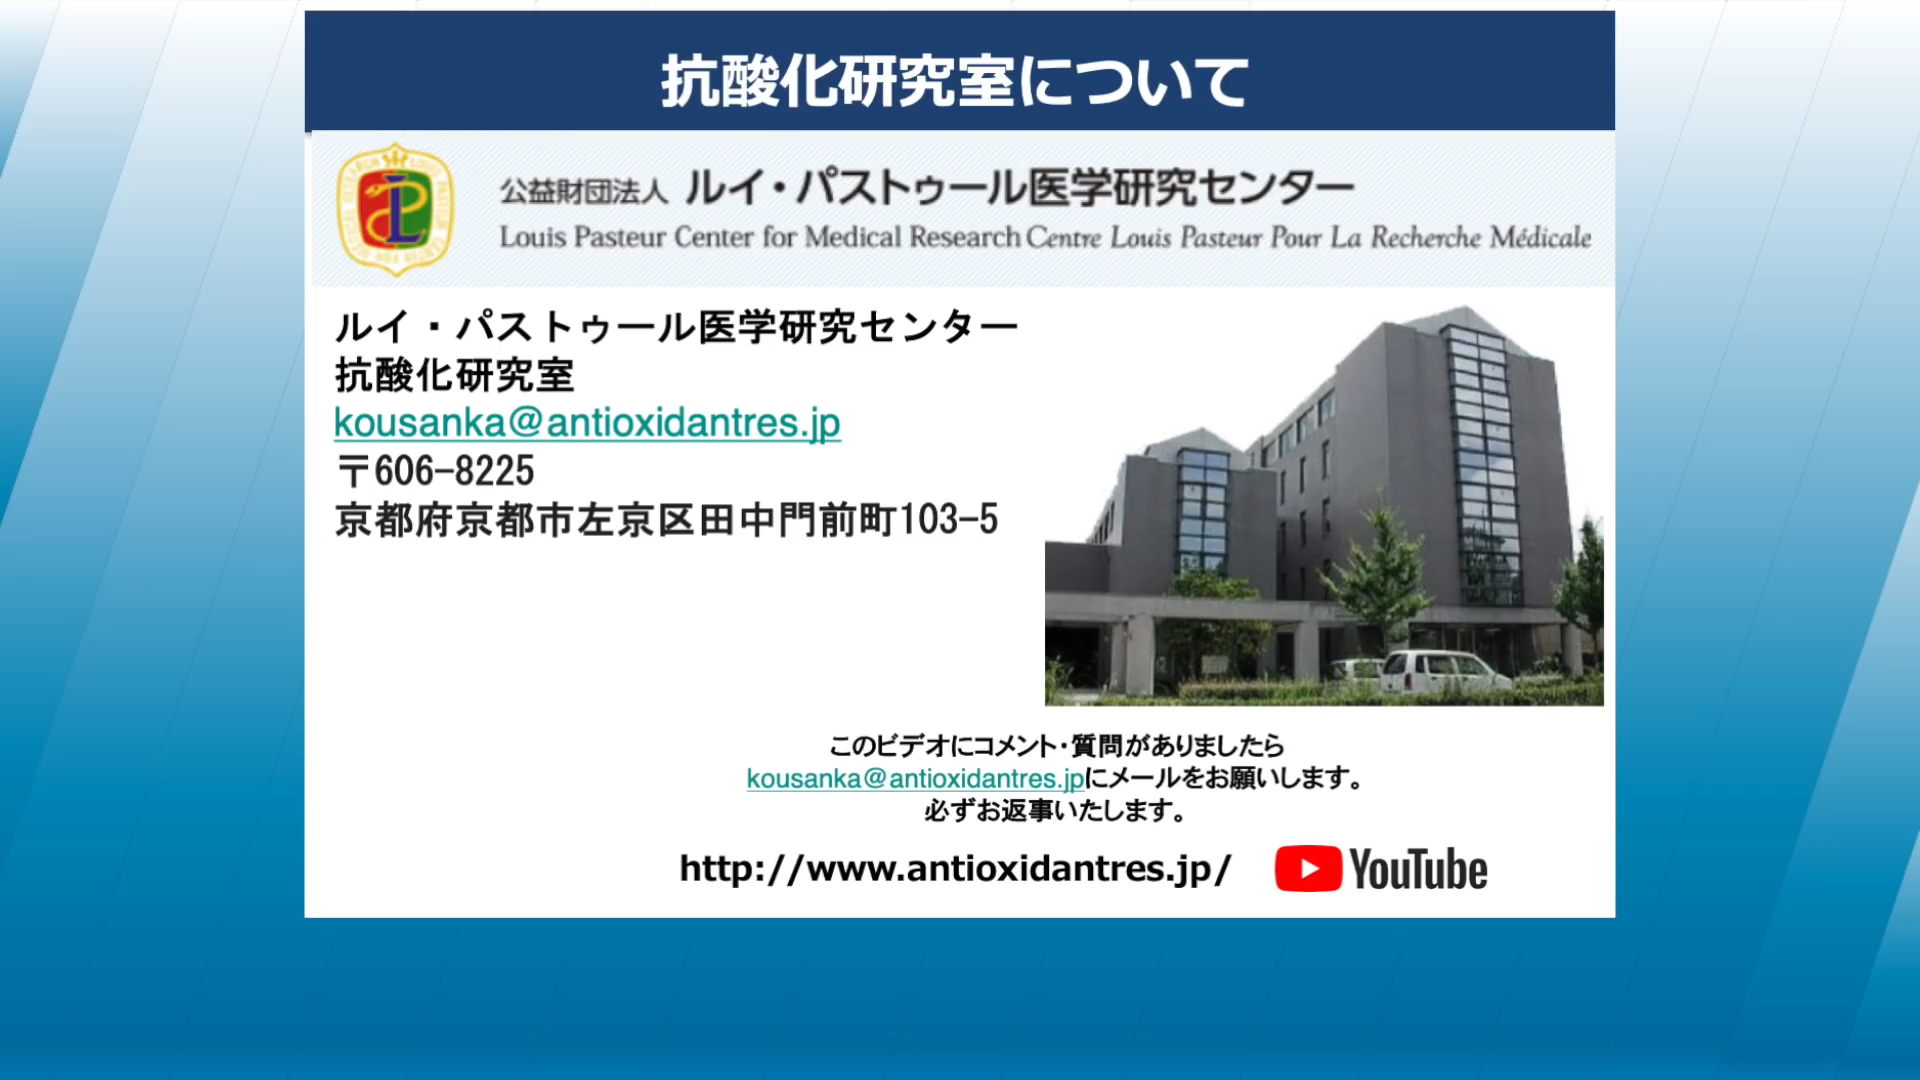 抗酸化研究室について
公益財団法人 ルイ・パストゥール医学研究センター
Louis Pasteur Center for Medical Research Centre Louis Pasteur Pour La Recherche Médicale
ルイ・パストゥール医学研究センター
抗酸化研究室
kousanka@antioxidantres.jp
〒606-8225
京都府京都市左京区田中門前町103-5
このビデオにコメント・質問がありましたら
kousanka@antioxidantres.jpにメールをお願いします。
必ずお返事いたします。
http://www.antioxidantres.jp/ YouTube